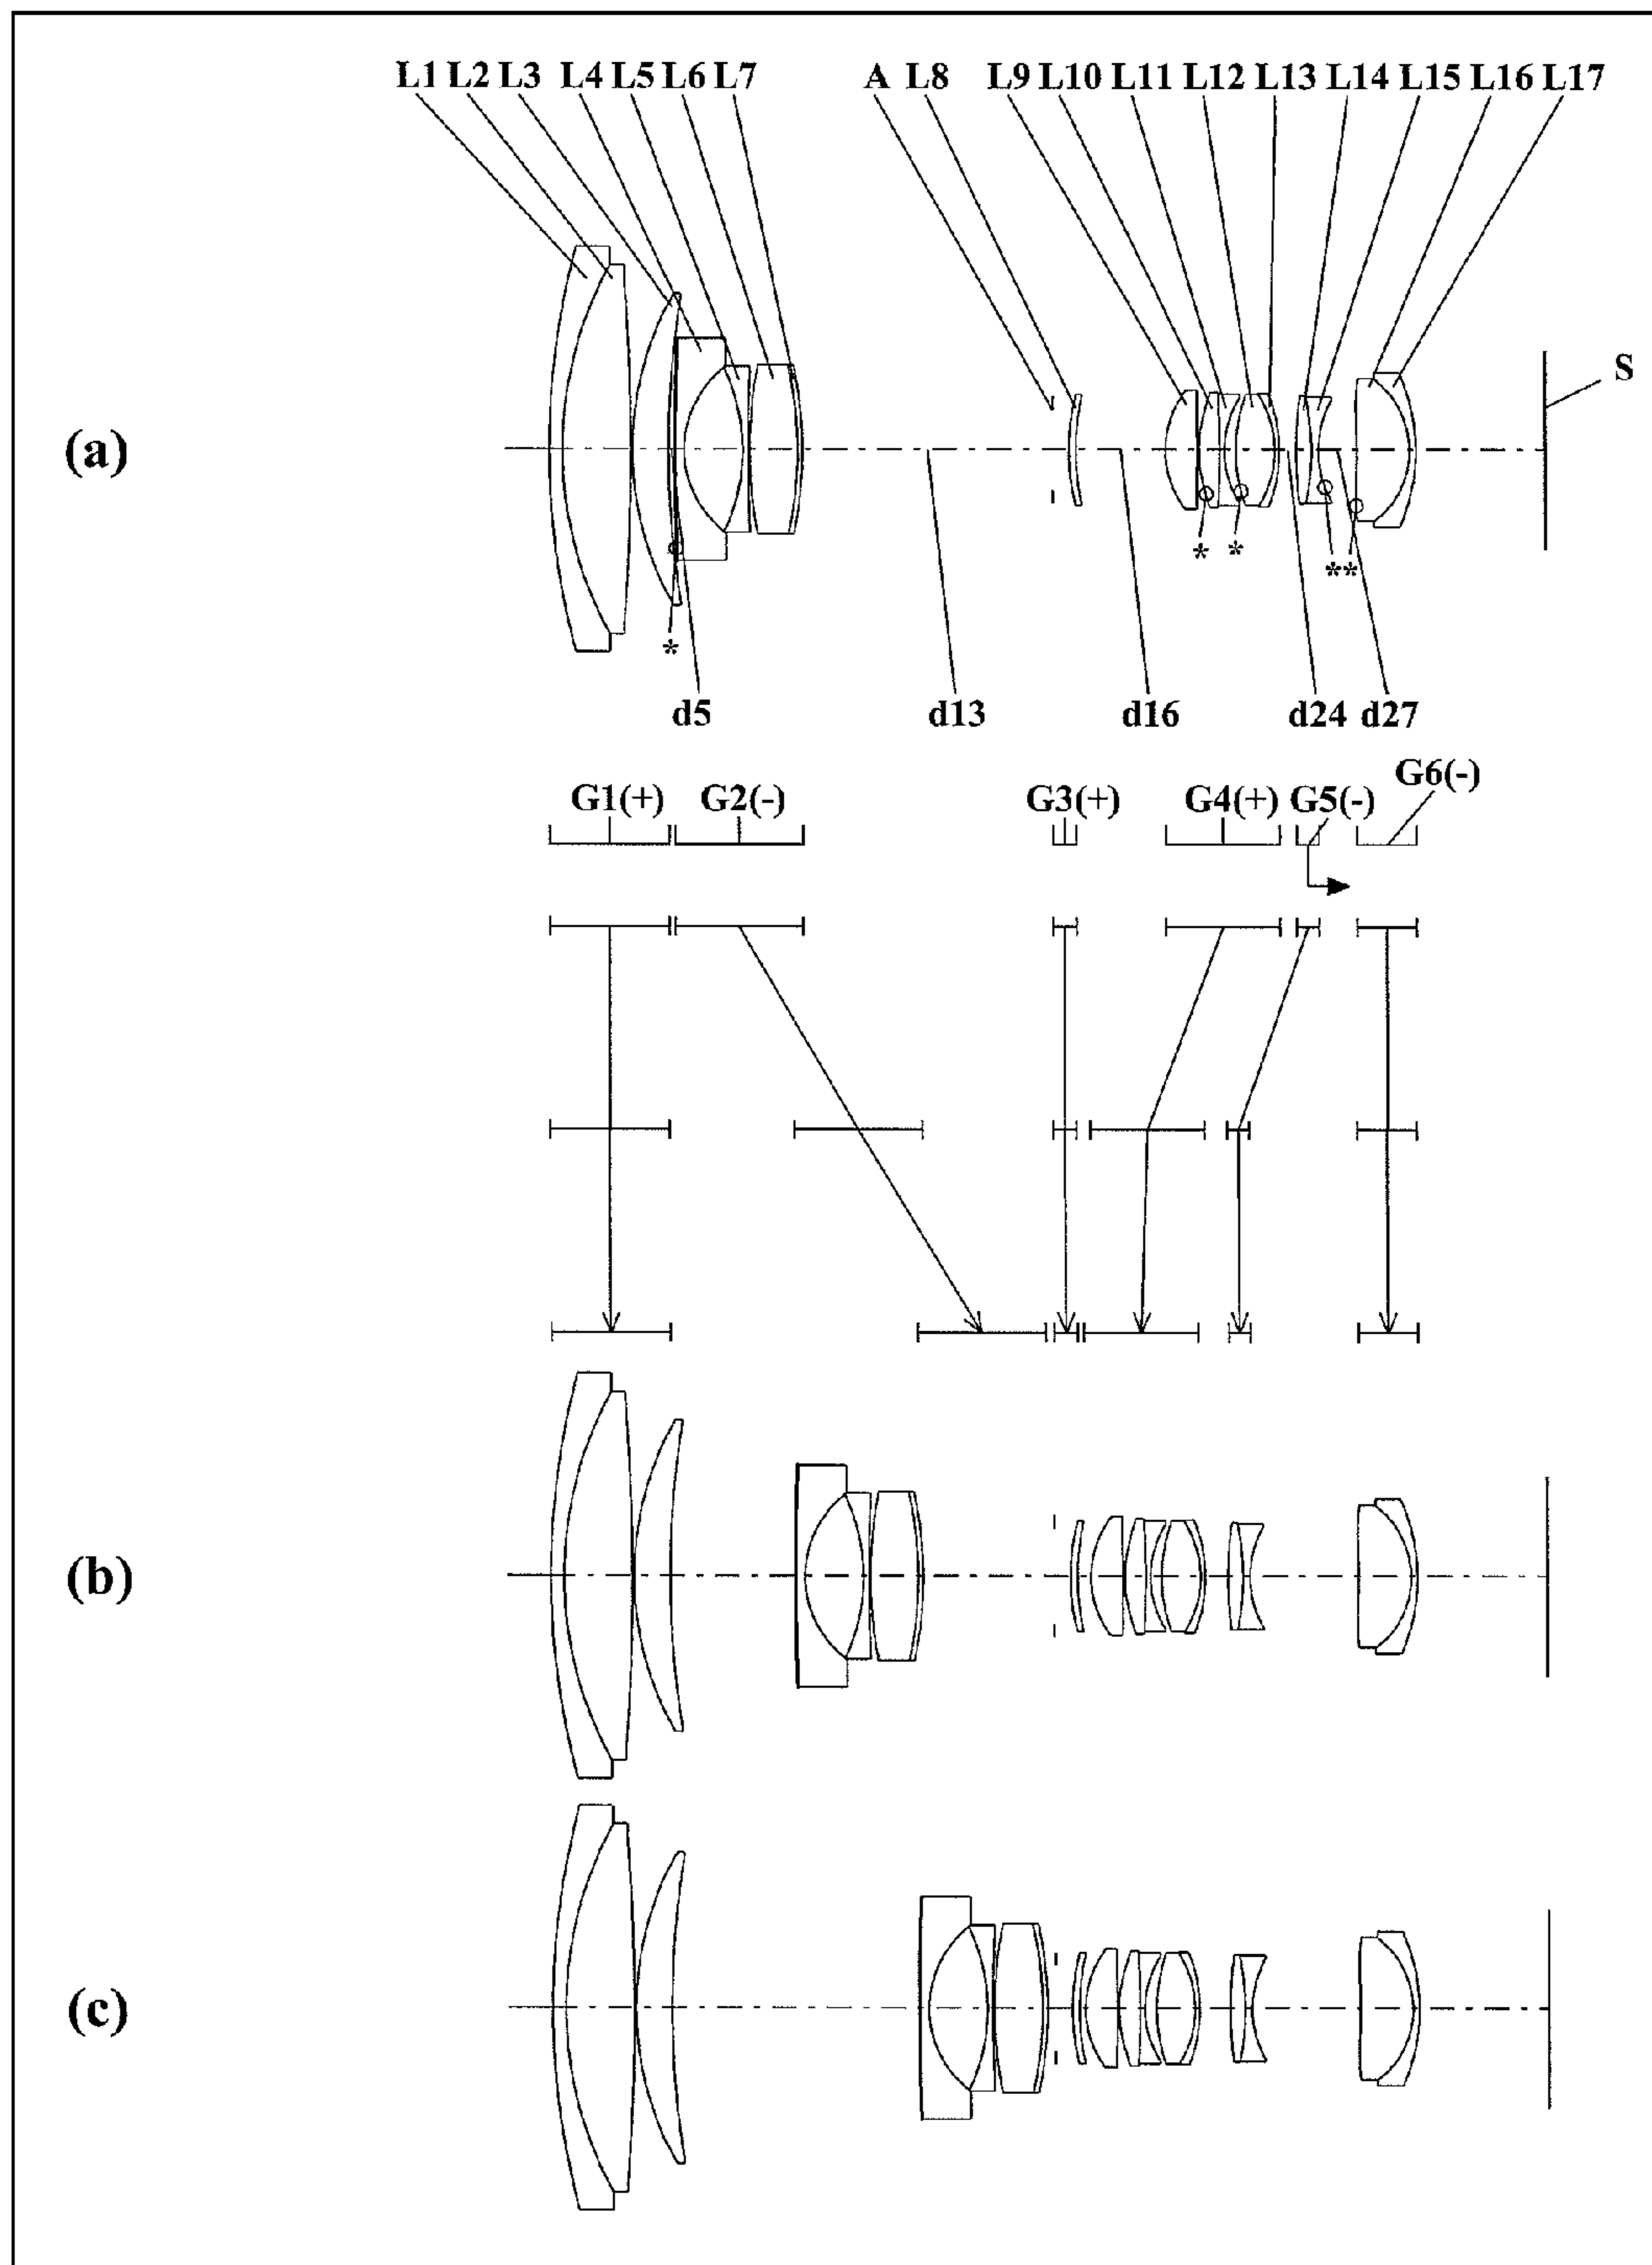 L1 L2 L3 L4 L5 L6 L7 A L8 L9 L10 L11 L12 L13 L14 L15 L16 L17
S
(a)
* * **
*
d5 d13 d16 d24 d27
G1(+) G2(-) G3(+) G4(+) G5(-) G6(-)
(b)
(c)